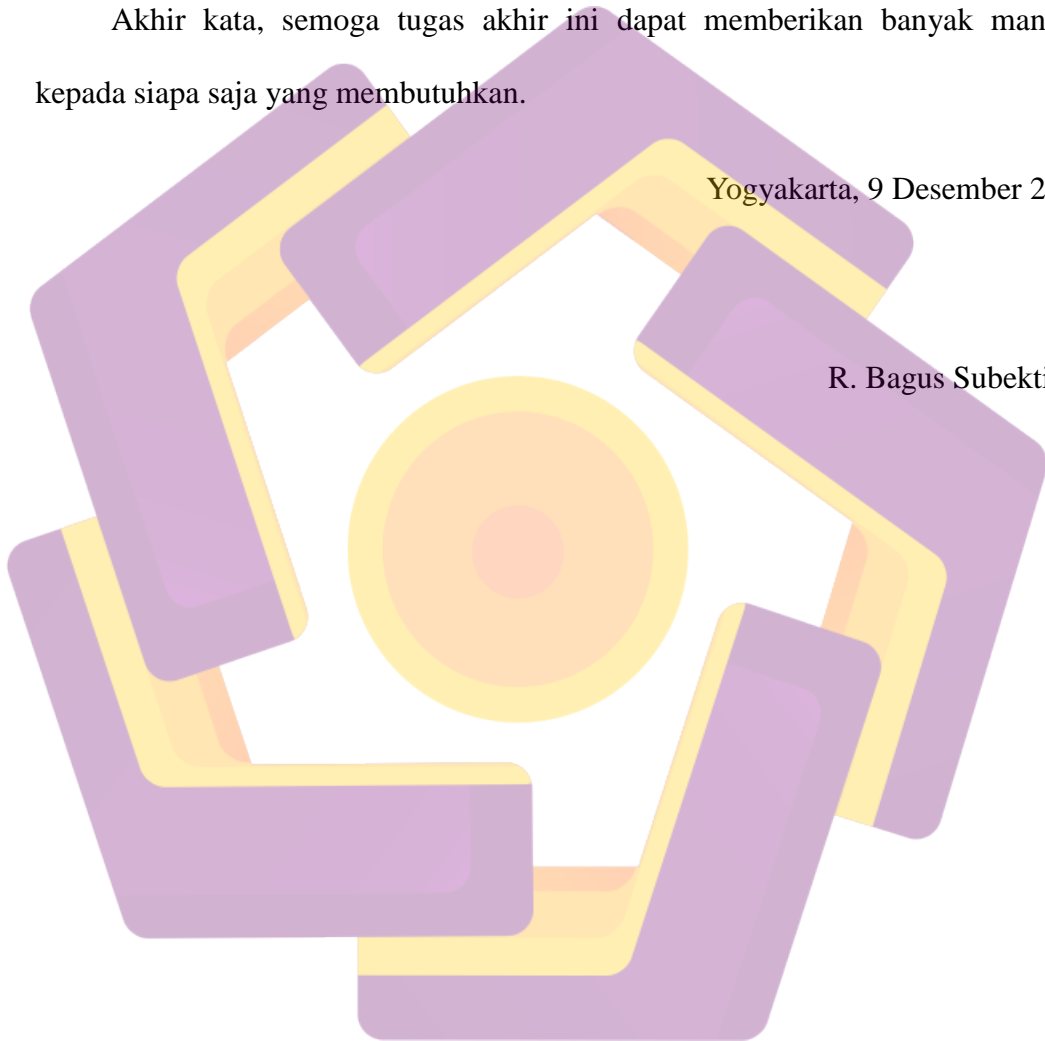 Akhir kata, semoga tugas akhir ini dapat memberikan banyak man
kepada siapa saja yang membutuhkan.
Yogyakarta, 9 Desember 2
R. Bagus Subekti